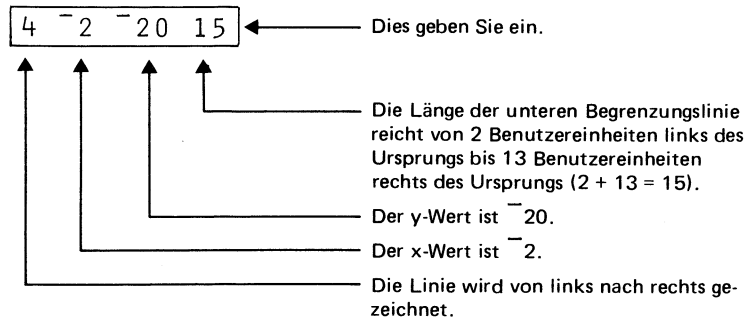 4 ¯2 ¯20 15
Dies geben Sie ein.
Die Länge der unteren Begrenzungslinie
reicht von 2 Benutzereinheiten links des
Ursprungs bis 13 Benutzereinheiten
rechts des Ursprungs (2 + 13 = 15).
Der y-Wert ist ¯20.
Der x-Wert ist ¯2.
Die Linie wird von links nach rechts ge-
zeichnet.